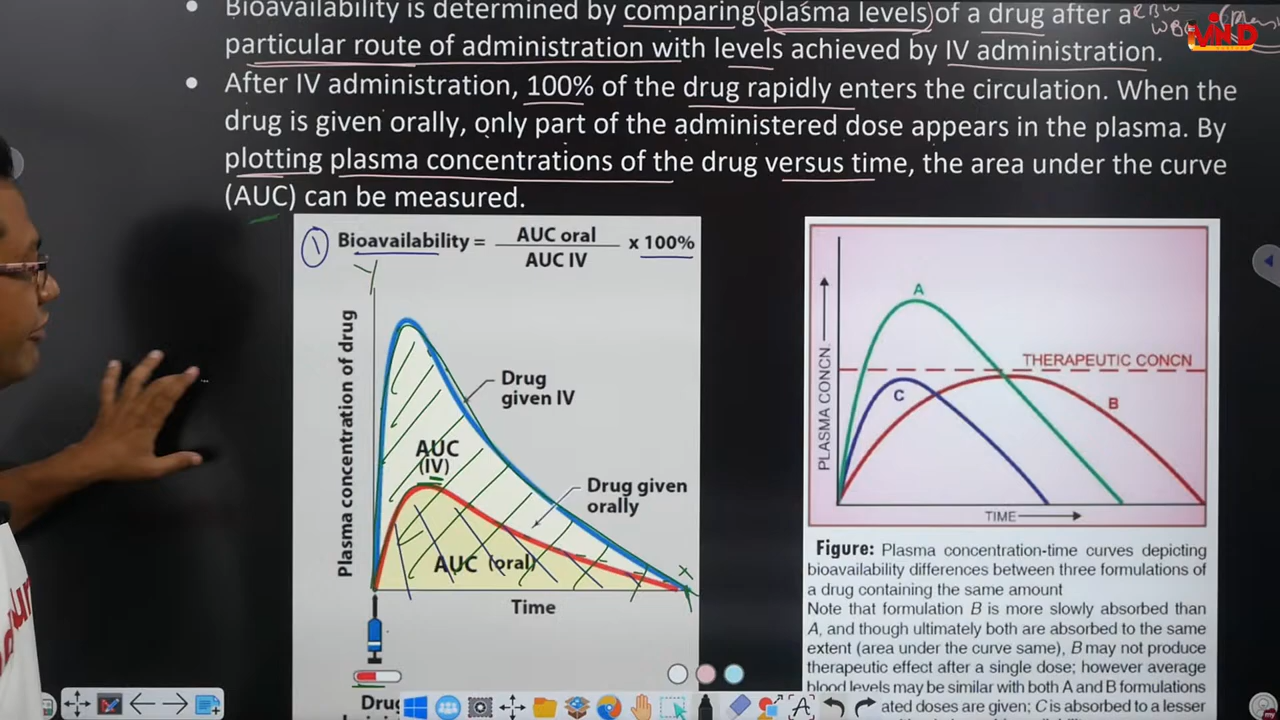 Bioavailability is determined by comparing (plasma levels) of a drug after a
particular route of administration with levels achieved by IV administration.
After IV administration, 100% of the drug rapidly enters the circulation. When the
drug is given orally, only part of the administered dose appears in the plasma. By
plotting plasma concentrations of the drug versus time, the area under the curve
(AUC) can be measured.
Bioavailability = AUC oral / AUC IV x 100%
Plasma concentration of drug
Drug
given IV
AUC
(IV)
Drug given
orally
AUC (oral)
Time
Drug
A
THERAPEUTIC CONCN
C
B
PLASMA CONCN.
TIME
Figure: Plasma concentration-time curves depicting
bioavailability differences between three formulations of
a drug containing the same amount
Note that formulation B is more slowly absorbed than
A, and though ultimately both are absorbed to the same
extent (area under the curve same), B may not produce
therapeutic effect after a single dose; however average
blood levels may be similar with both A and B formulations
ated doses are given; C is absorbed to a lesser